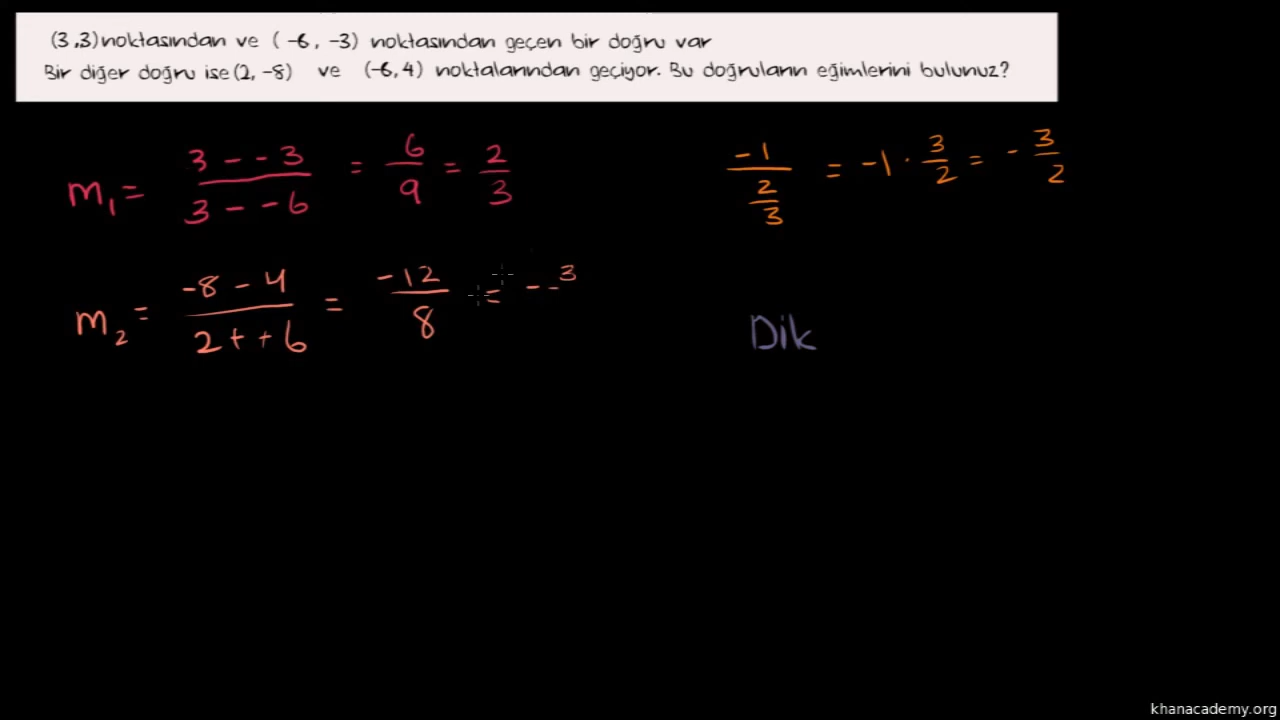 (3,3) noktasından ve (-6, -3) noktasından geçen bir doğru var
Bir diğer doğru ise (2, -8) ve (-6,4) noktalarından geçiyor. Bu doğruların eğimlerini bulunuz?
m₁ = (3 - -3)/(3 - -6) = 6/9 = 2/3
-1/(2/3) = -1 · 3/2 = - 3/2
m₂ = (-8 - 4)/(2 + +6) = -12/8 = - - 3
Dik
khanacademy.org